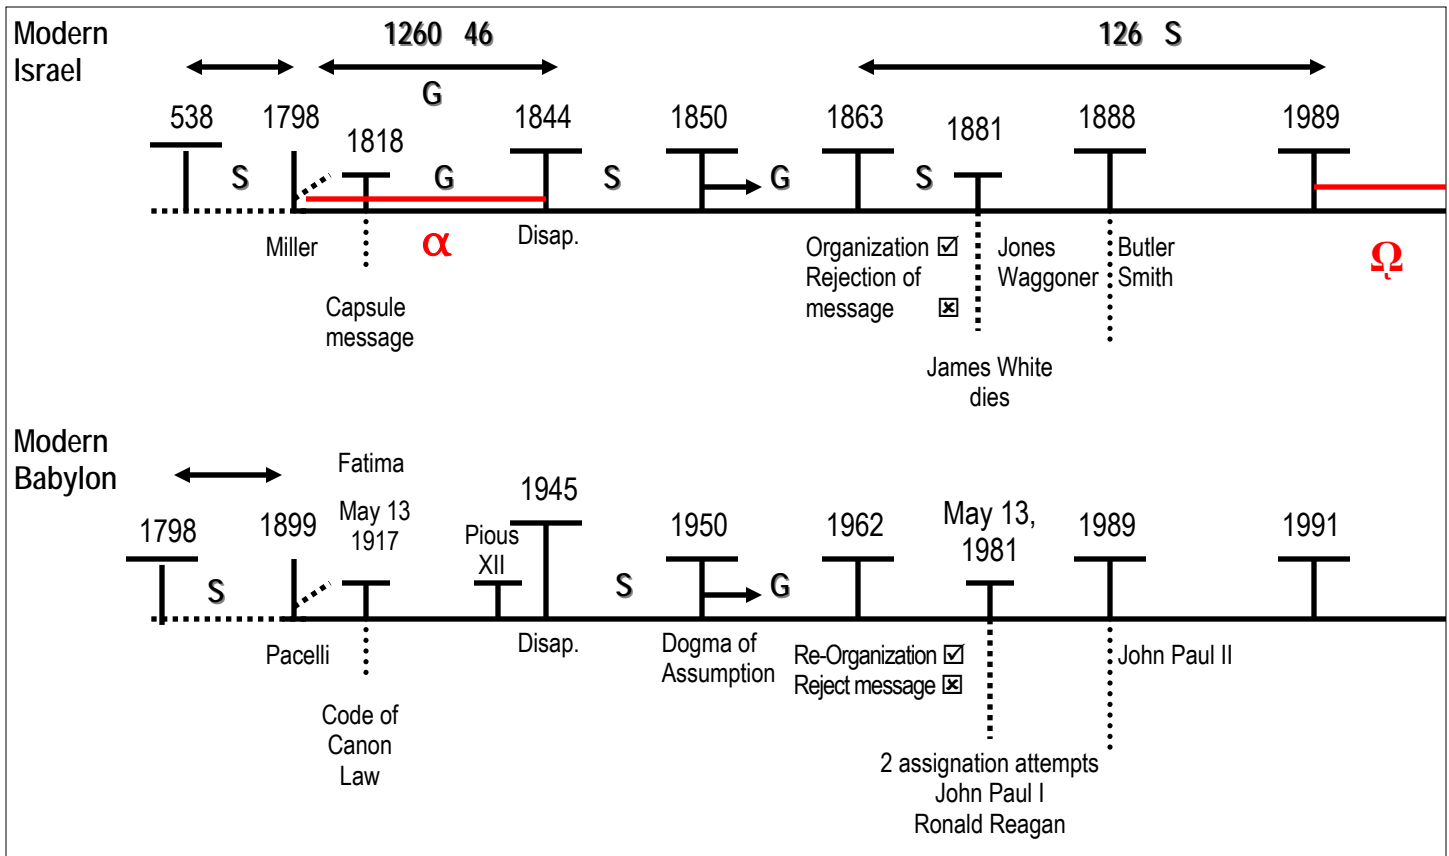 Modern
Israel
1260 46
126 S
G
538
1798
1818
1844
1850
1863
1881
1888
1989
S
G
S
G
S
Miller
α
Disap.
Organization ☑
Rejection of
message ☒
Jones
Waggoner
Butler
Smith
Ω
Capsule
message
James White
dies
Modern
Babylon
Fatima
1798
1899
May 13
1917
Pious
XII
1945
1950
1962
May 13,
1981
1989
1991
S
S
G
Pacelli
Disap.
Dogma of
Assumption
Re-Organization ☑
Reject message ☒
John Paul II
Code of
Canon
Law
2 assignation attempts
John Paul I
Ronald Reagan